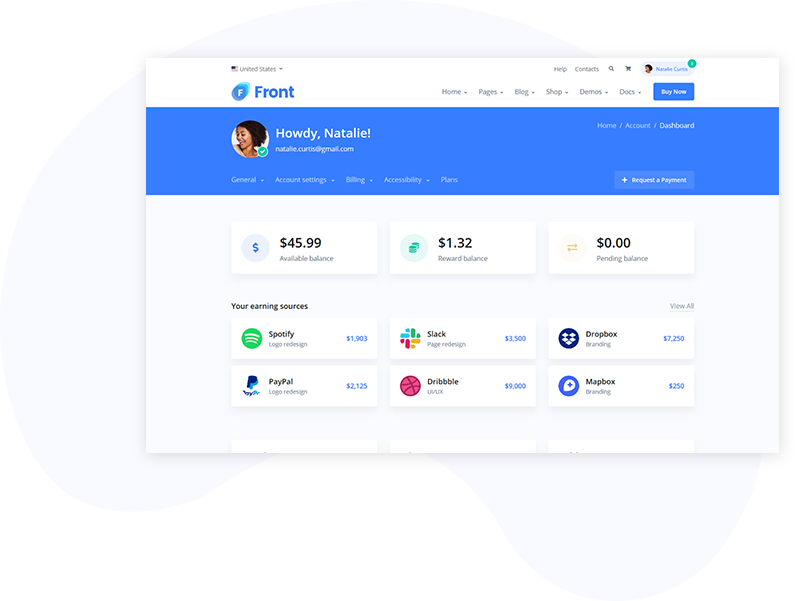 United States
Help Contacts Natalie Curtis
Front
Home Pages Blog Shop Demos Docs Buy Now
Howdy, Natalie!
natalie.curtis@gmail.com
Home / Account / Dashboard
General Account settings Billing Accessibility Plans
+ Request a Payment
$ $45.99
Available balance
$1.32
Reward balance
$0.00
Pending balance
Your earning sources View All
Spotify
Logo redesign
$1,903
Slack
Page redesign
$3,500
Dropbox
Branding
$7,250
PayPal
Logo redesign
$2,125
Dribbble
UI/UX
$9,000
Mapbox
Branding
$250